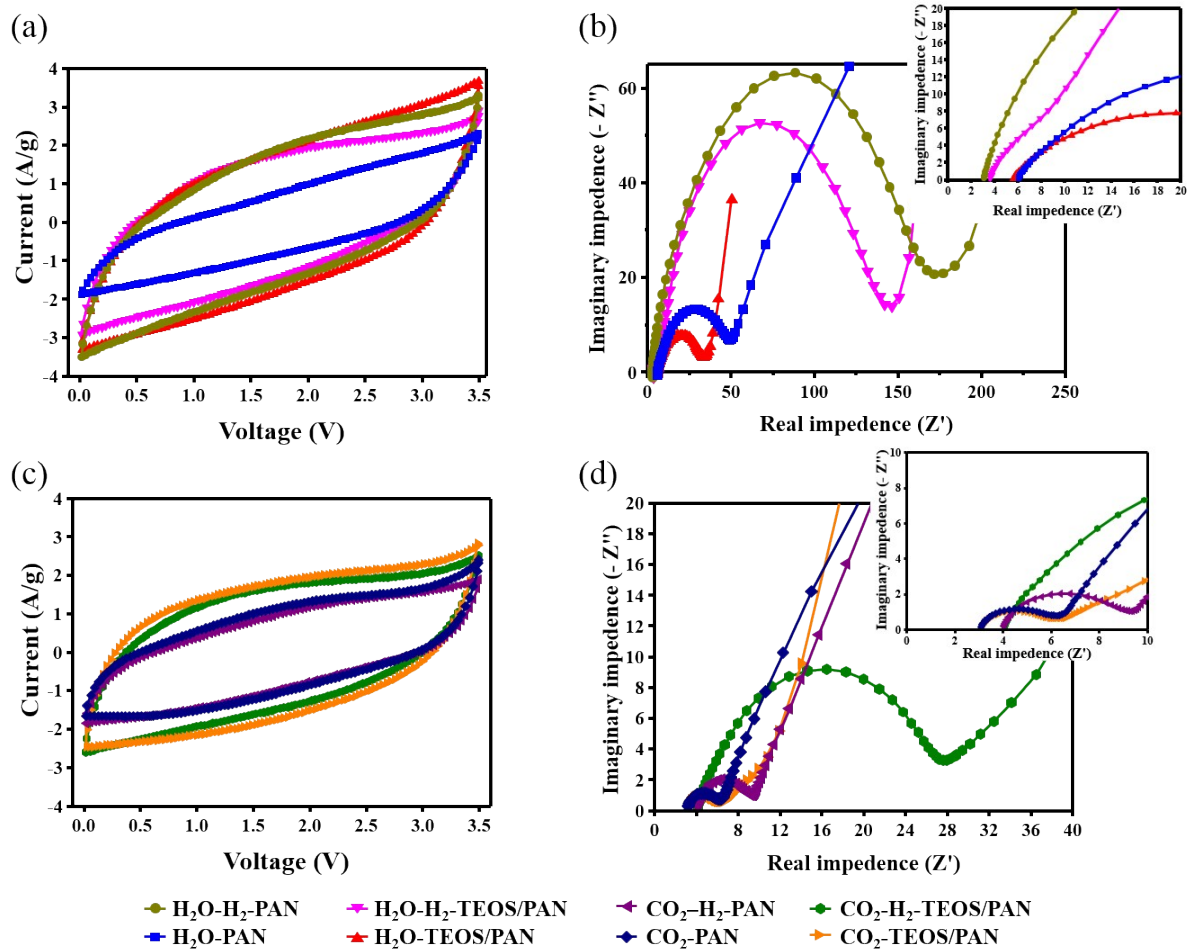 (a)
4
3
2
1
0
-1
-2
-3
-4
Current (A/g)
0.0 0.5 1.0 1.5 2.0 2.5 3.0 3.5
Voltage (V)
(b)
60
40
20
0
Imaginary impedence (- Z")
0 50 100 150 200 250
Real impedence (Z')
20
18
16
14
12
10
8
6
4
2
0
Imaginary impedence (- Z")
0 2 4 6 8 10 12 14 16 18 20
Real impedence (Z')
(c)
4
3
2
1
0
-1
-2
-3
-4
Current (A/g)
0.0 0.5 1.0 1.5 2.0 2.5 3.0 3.5
Voltage (V)
(d)
20
18
16
14
12
10
8
6
4
2
0
Imaginary impedence (- Z")
0 4 8 12 16 20 24 28 32 36 40
Real impedence (Z')
10
8
6
4
2
0
Imaginary impedence (- Z")
0 2 4 6 8 10
Real impedence (Z')
H₂O-H₂-PAN H₂O-H₂-TEOS/PAN CO₂–H₂-PAN CO₂-H₂-TEOS/PAN
H₂O-PAN H₂O-TEOS/PAN CO₂-PAN CO₂-TEOS/PAN